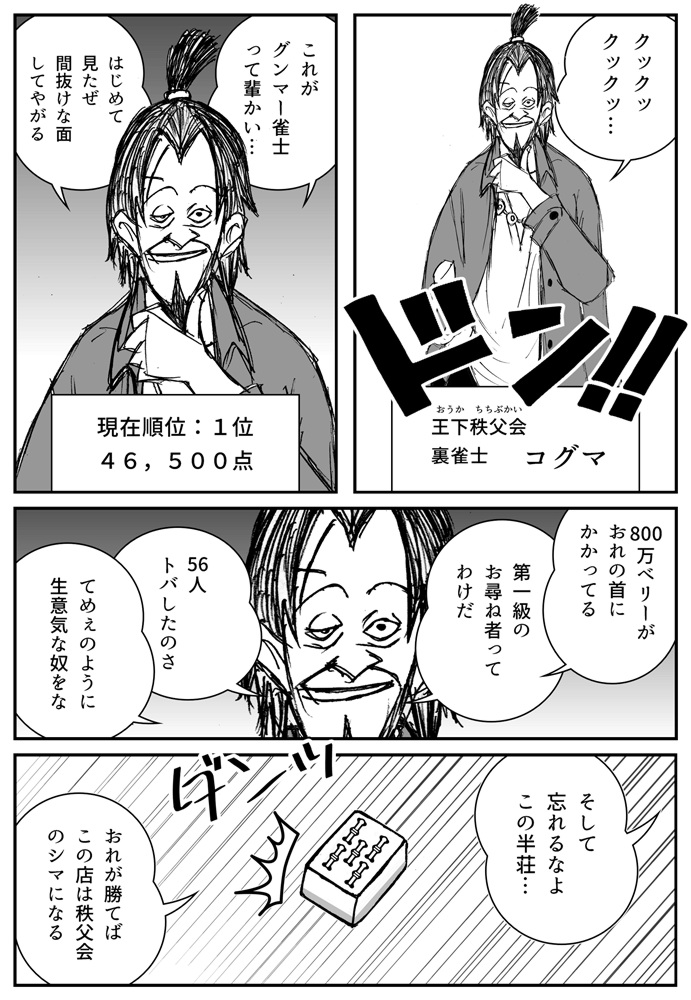 クックッ
クックッ…
ドン!!
おうか ちちぶかい
王下秩父会
裏雀士 コグマ
これが
グンマー雀士
って輩かい…
はじめて
見たぜ
間抜けな面
してやがる
現在順位：１位
４６，５００点
800万ベリーが
おれの首に
かかってる
第一級の
お尋ね者って
わけだ
56人
トバしたのさ
てめぇのように
生意気な奴をな
そして
忘れるなよ
この半荘…
ダンーッ
おれが勝てば
この店は秩父会
のシマになる